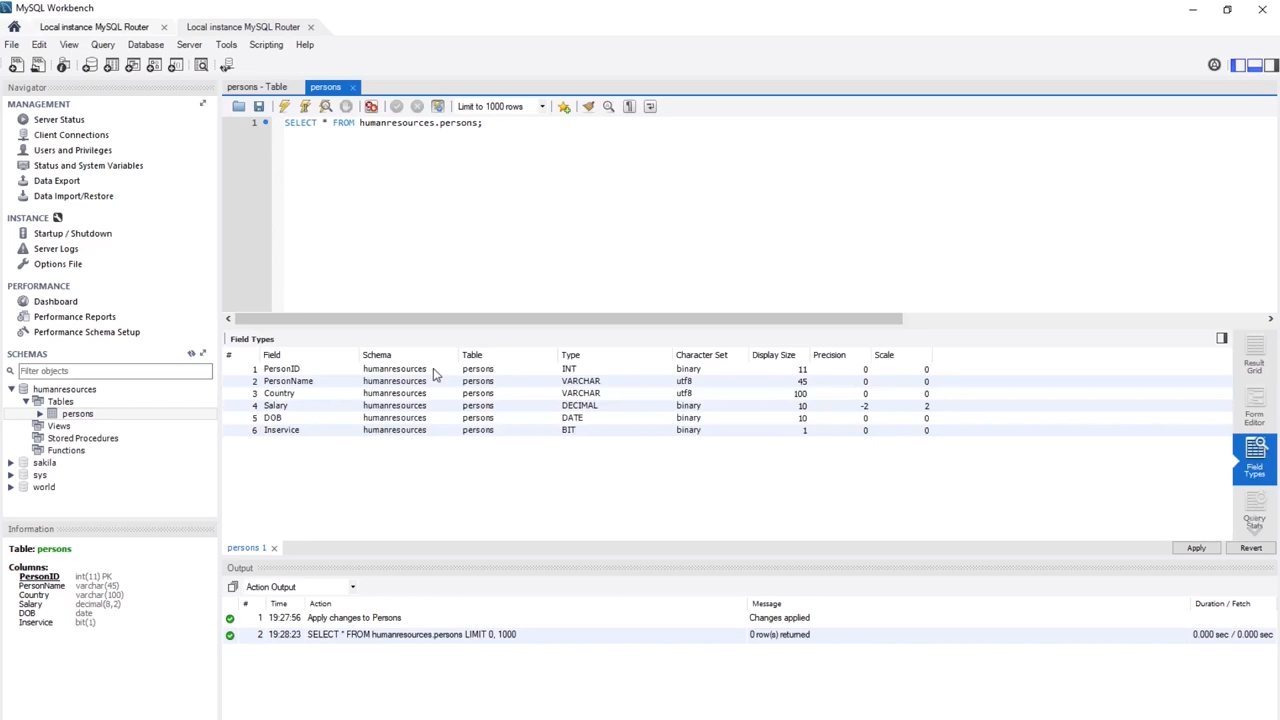 MySQL Workbench
Local instance MySQL Router Local instance MySQL Router
File Edit View Query Database Server Tools Scripting Help
Navigator
MANAGEMENT
Server Status
Client Connections
Users and Privileges
Status and System Variables
Data Export
Data Import/Restore
INSTANCE
Startup / Shutdown
Server Logs
Options File
PERFORMANCE
Dashboard
Performance Reports
Performance Schema Setup
SCHEMAS
Filter objects
humanresources
Tables
persons
Views
Stored Procedures
Functions
sakila
sys
world
Information
Table: persons
Columns:
PersonID int(11) PK
PersonName varchar(45)
Country varchar(100)
Salary decimal(8,2)
DOB date
Inservice bit(1)
persons - Table persons
Limit to 1000 rows
1 SELECT * FROM humanresources.persons;
Field Types
# Field Schema Table Type Character Set Display Size Precision Scale
1 PersonID humanresources persons INT binary 11 0 0
2 PersonName humanresources persons VARCHAR utf8 45 0 0
3 Country humanresources persons VARCHAR utf8 100 0 0
4 Salary humanresources persons DECIMAL binary 10 -2 2
5 DOB humanresources persons DATE binary 10 0 0
6 Inservice humanresources persons BIT binary 1 0 0
Result
Grid
Form
Editor
Field
Types
Query
Stats
persons 1 Apply Revert
Output
Action Output
# Time Action Message Duration / Fetch
1 19:27:56 Apply changes to Persons Changes applied
2 19:28:23 SELECT * FROM humanresources.persons LIMIT 0, 1000 0 row(s) returned 0.000 sec / 0.000 sec